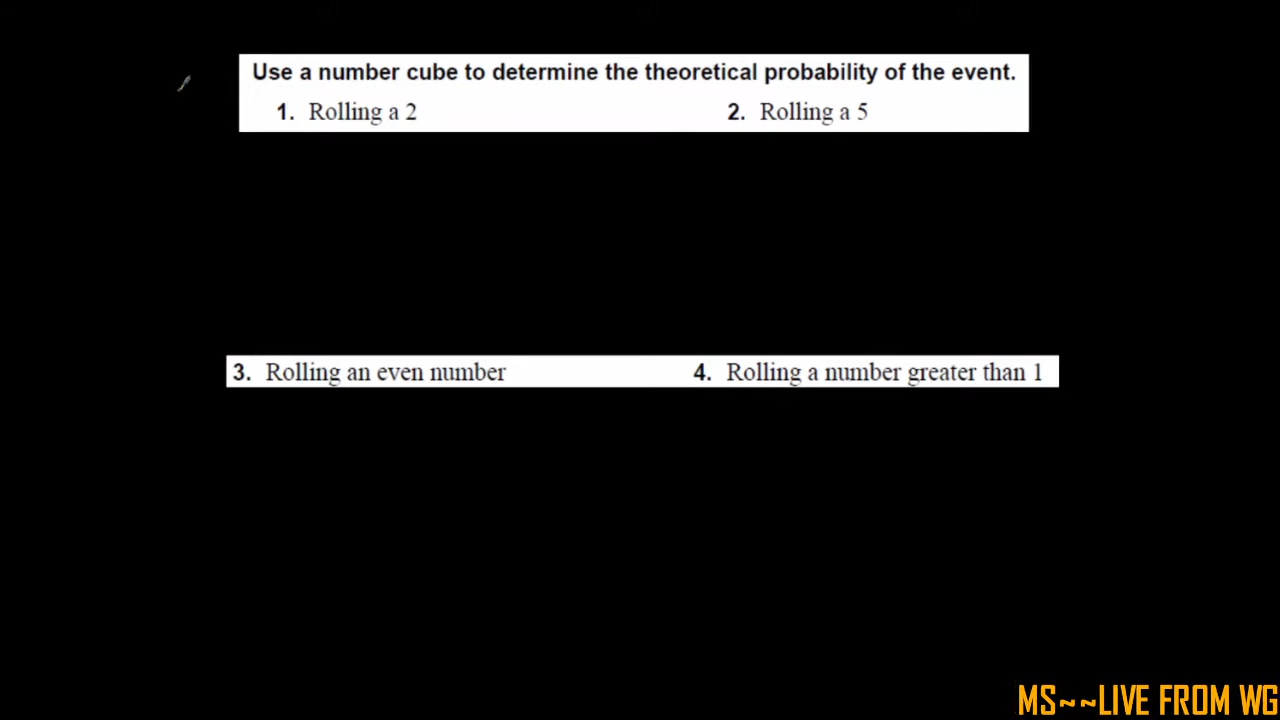 Use a number cube to determine the theoretical probability of the event.
1. Rolling a 2 2. Rolling a 5
3. Rolling an even number 4. Rolling a number greater than 1
MS~~LIVE FROM WG